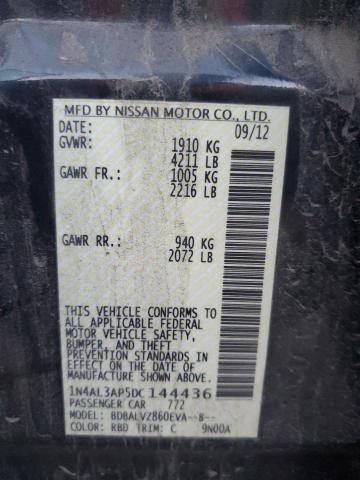 MFD BY NISSAN MOTOR CO., LTD.
DATE: 09/12
GVWR: 1910 KG
4211 LB
GAWR FR.: 1005 KG
2216 LB
GAWR RR.: 940 KG
2072 LB
THIS VEHICLE CONFORMS TO
ALL APPLICABLE FEDERAL
MOTOR VEHICLE SAFETY,
BUMPER, AND THEFT
PREVENTION STANDARDS
IN EFFECT ON THE DATE OF
MANUFACTURE SHOWN ABOVE.
1N4AL3AP5DC144436
PASSENGER CAR 772
MODEL: BDBALVZ860EVA--B--
COLOR: RBD TRIM: C 9N00A